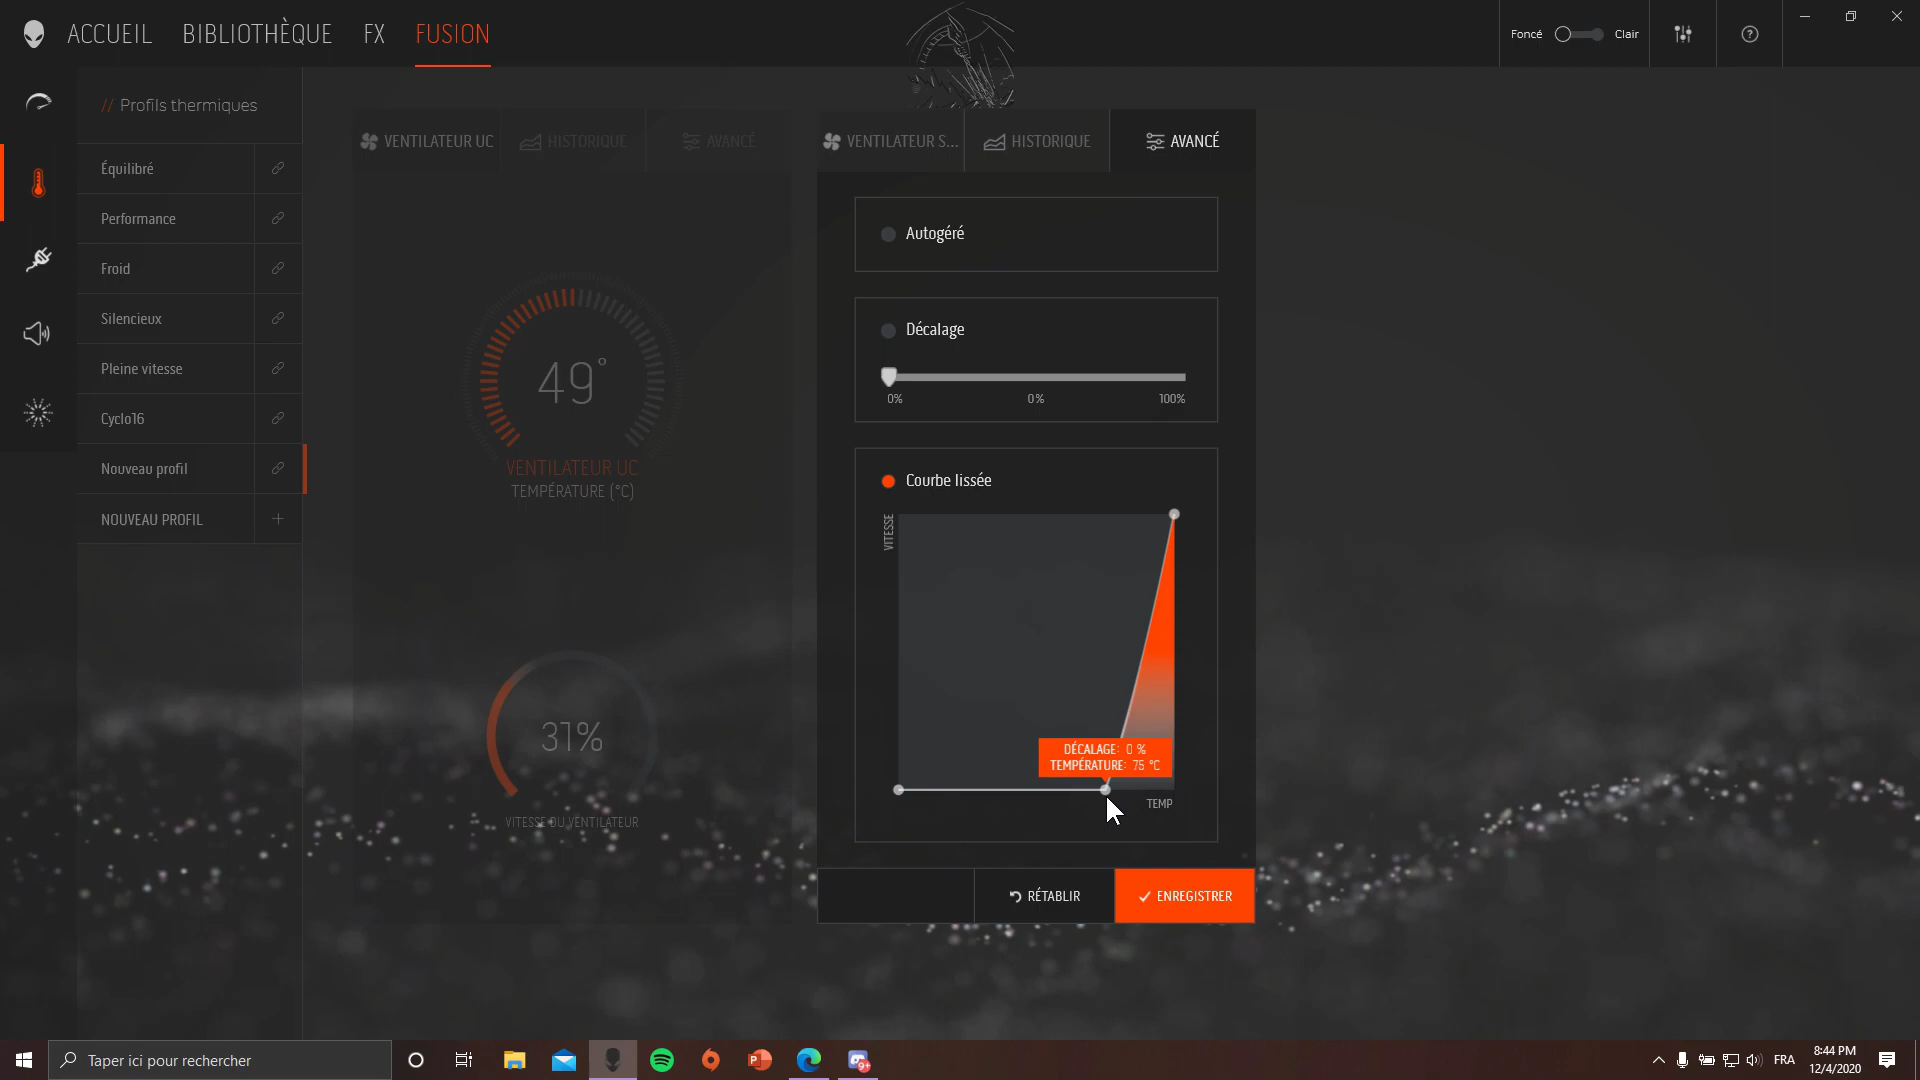 ACCUEIL
BIBLIOTHÈQUE
FX
FUSION
Foncé
Clair
?
// Profils thermiques
Équilibré
Performance
Froid
Silencieux
Pleine vitesse
Cyclo16
Nouveau profil
NOUVEAU PROFIL
VENTILATEUR UC
HISTORIQUE
AVANCÉ
49°
VENTILATEUR UC
TEMPÉRATURE (°C)
31%
VITESSE DU VENTILATEUR
VENTILATEUR S...
HISTORIQUE
AVANCÉ
Autogéré
Décalage
0%
0%
100%
Courbe lissée
VITESSE
DÉCALAGE: 0 %
TEMPÉRATURE: 75 °C
TEMP
RÉTABLIR
ENREGISTRER
Taper ici pour rechercher
9+
FRA
8:44 PM
12/4/2020